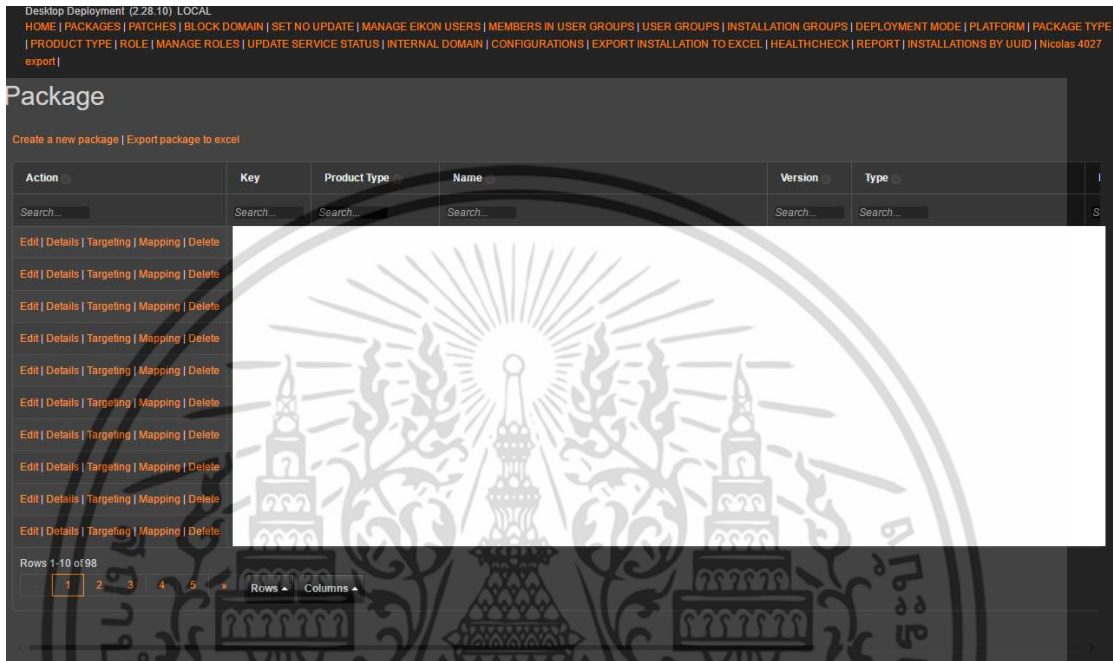 Desktop Deployment (2.28.10) LOCAL
HOME | PACKAGES | PATCHES | BLOCK DOMAIN | SET NO UPDATE | MANAGE EIKON USERS | MEMBERS IN USER GROUPS | USER GROUPS | INSTALLATION GROUPS | DEPLOYMENT MODE | PLATFORM | PACKAGE TYPE
| PRODUCT TYPE | ROLE | MANAGE ROLES | UPDATE SERVICE STATUS | INTERNAL DOMAIN | CONFIGURATIONS | EXPORT INSTALLATION TO EXCEL | HEALTHCHECK | REPORT | INSTALLATIONS BY UUID | Nicolas 4027
export |
Package
Create a new package | Export package to excel
Action Key Product Type Name Version Type
Search... Search... Search... Search... Search... Search... S
Edit | Details | Targeting | Mapping | Delete
Edit | Details | Targeting | Mapping | Delete
Edit | Details | Targeting | Mapping | Delete
Edit | Details | Targeting | Mapping | Delete
Edit | Details | Targeting | Mapping | Delete
Edit | Details | Targeting | Mapping | Delete
Edit | Details | Targeting | Mapping | Delete
Edit | Details | Targeting | Mapping | Delete
Edit | Details | Targeting | Mapping | Delete
Edit | Details | Targeting | Mapping | Delete
Rows 1-10 of 98
1 2 3 4 5 » Rows Columns